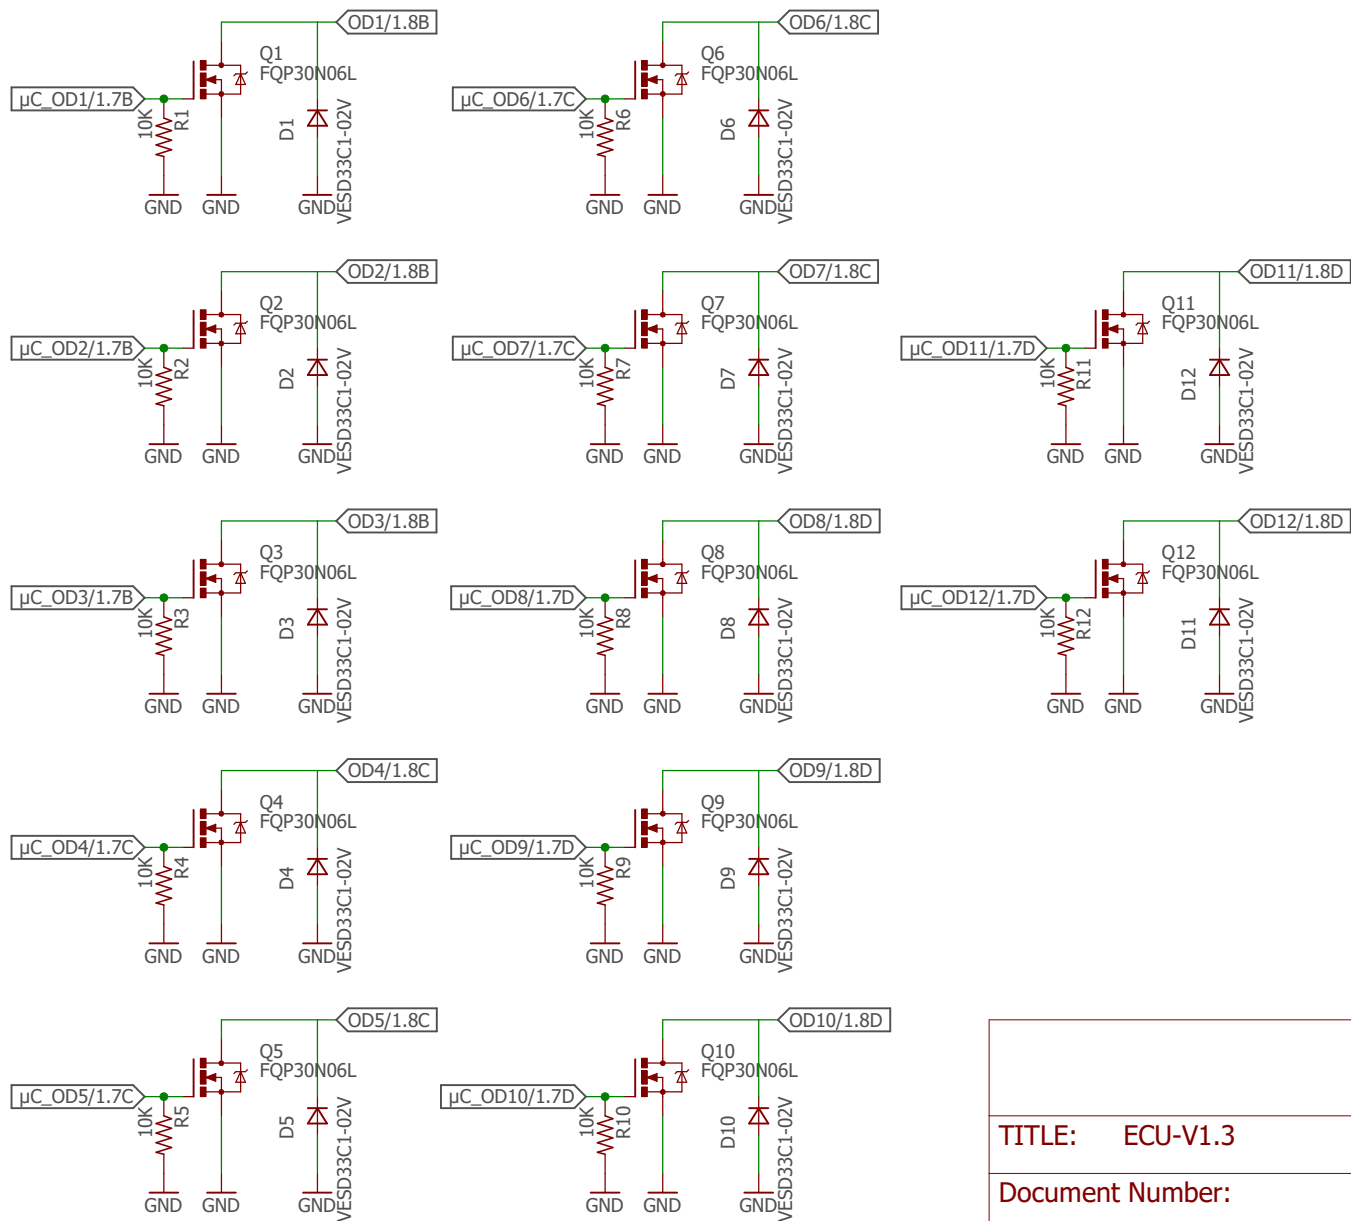 OD1/1.8B
Q1
FQP30N06L
µC_OD1/1.7B
10K
R1
D1
VESD33C1-02V
GND
GND
GND
OD6/1.8C
Q6
FQP30N06L
µC_OD6/1.7C
10K
R6
D6
VESD33C1-02V
GND
GND
GND
OD2/1.8B
Q2
FQP30N06L
µC_OD2/1.7B
10K
R2
D2
VESD33C1-02V
GND
GND
GND
OD7/1.8C
Q7
FQP30N06L
µC_OD7/1.7C
10K
R7
D7
VESD33C1-02V
GND
GND
GND
OD11/1.8D
Q11
FQP30N06L
µC_OD11/1.7D
10K
R11
D12
VESD33C1-02V
GND
GND
GND
OD3/1.8B
Q3
FQP30N06L
µC_OD3/1.7B
10K
R3
D3
VESD33C1-02V
GND
GND
GND
OD8/1.8D
Q8
FQP30N06L
µC_OD8/1.7D
10K
R8
D8
VESD33C1-02V
GND
GND
GND
OD12/1.8D
Q12
FQP30N06L
µC_OD12/1.7D
10K
R12
D11
VESD33C1-02V
GND
GND
GND
OD4/1.8C
Q4
FQP30N06L
µC_OD4/1.7C
10K
R4
D4
VESD33C1-02V
GND
GND
GND
OD9/1.8D
Q9
FQP30N06L
µC_OD9/1.7D
10K
R9
D9
VESD33C1-02V
GND
GND
GND
OD5/1.8C
Q5
FQP30N06L
µC_OD5/1.7C
10K
R5
D5
VESD33C1-02V
GND
GND
GND
OD10/1.8D
Q10
FQP30N06L
µC_OD10/1.7D
10K
R10
D10
VESD33C1-02V
GND
GND
GND
TITLE: ECU-V1.3
Document Number: